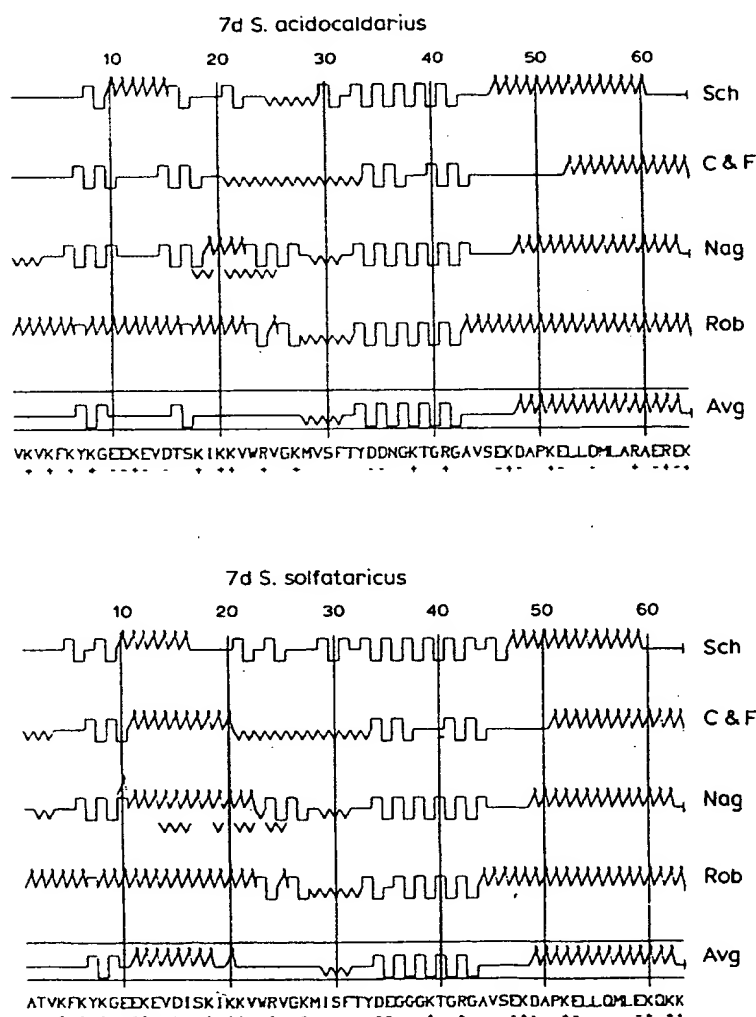 7d S. acidocaldarius
10 20 30 40 50 60
Sch
C & F
Nag
Rob
Avg
VKVKFKYKGEEKEVDTSKIKKVWRVGKMVSFTYDDNGKTGRGAVSEKDAPKELLDMLARAEREK
7d S. solfataricus
10 20 30 40 50 60
Sch
C & F
Nag
Rob
Avg
ATVKFKYKGEEKEVDISKIKKVWRVGKMISFTYDEGGGKTGRGAVSEKDAPKELLQMLEKQKK